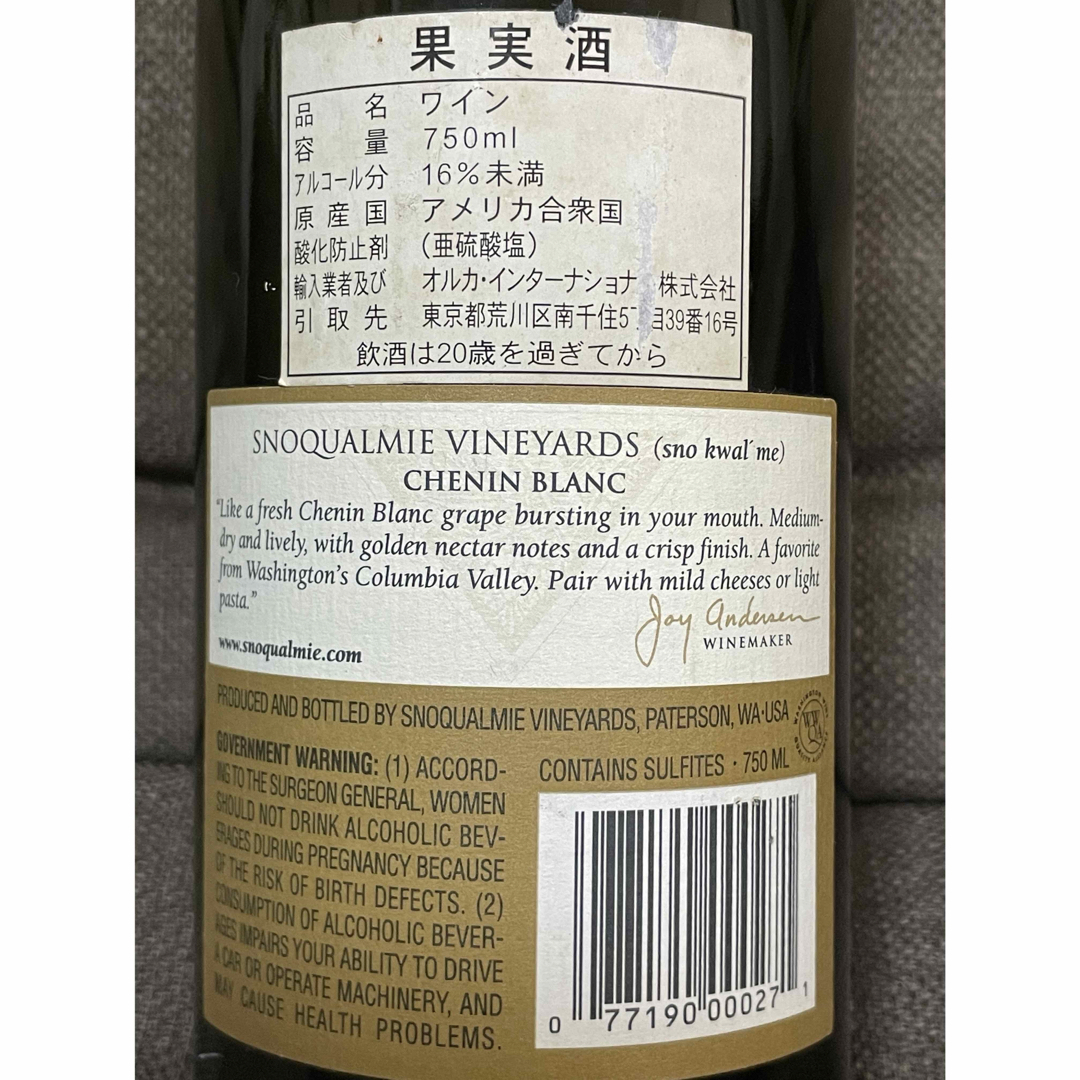 果実酒
品名 ワイン
容量 750ml
アルコール分 16%未満
原産国 アメリカ合衆国
酸化防止剤 (亜硫酸塩)
輸入業者及び オルカ・インターナショナ 株式会社
引取先 東京都荒川区南千住5 目39番16号
飲酒は20歳を過ぎてから
SNOQUALMIE VINEYARDS (sno kwal´me)
CHENIN BLANC
“Like a fresh Chenin Blanc grape bursting in your mouth. Medium-
dry and lively, with golden nectar notes and a crisp finish. A favorite
from Washington's Columbia Valley. Pair with mild cheeses or light
pasta.”
Joy Andersen
WINEMAKER
www.snoqualmie.com
PRODUCED AND BOTTLED BY SNOQUALMIE VINEYARDS, PATERSON, WA·USA
GOVERNMENT WARNING: (1) ACCORD-
ING TO THE SURGEON GENERAL, WOMEN
SHOULD NOT DRINK ALCOHOLIC BEV-
ERAGES DURING PREGNANCY BECAUSE
OF THE RISK OF BIRTH DEFECTS. (2)
CONSUMPTION OF ALCOHOLIC BEVER-
AGES IMPAIRS YOUR ABILITY TO DRIVE
A CAR OR OPERATE MACHINERY, AND
MAY CAUSE HEALTH PROBLEMS.
CONTAINS SULFITES · 750 ML
0 77190 00027 1